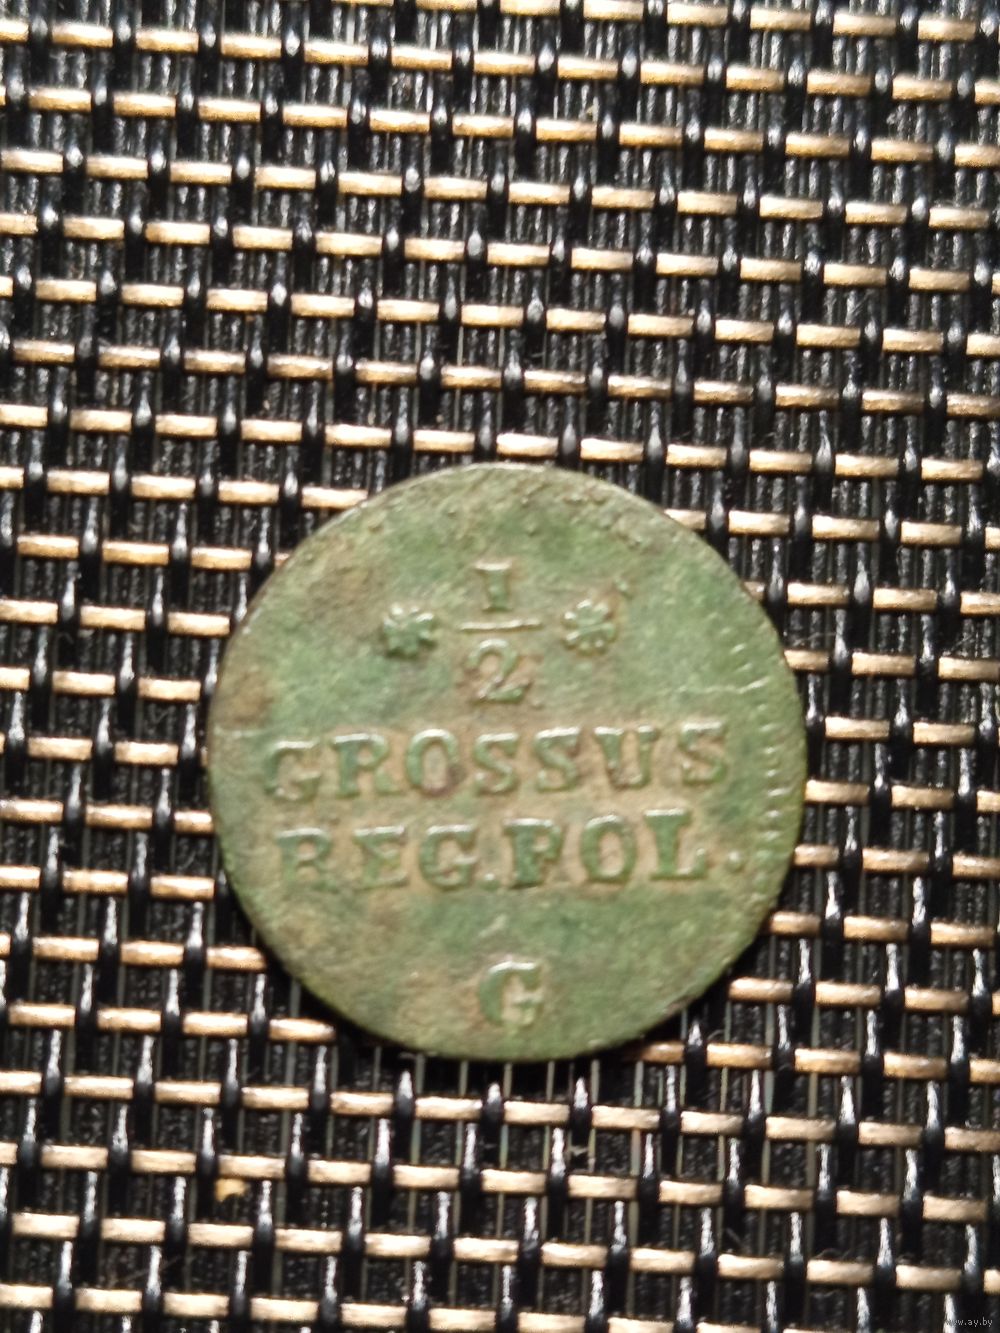 * 1/2 *
GROSSUS
REG.POL.
G
www.ay.by